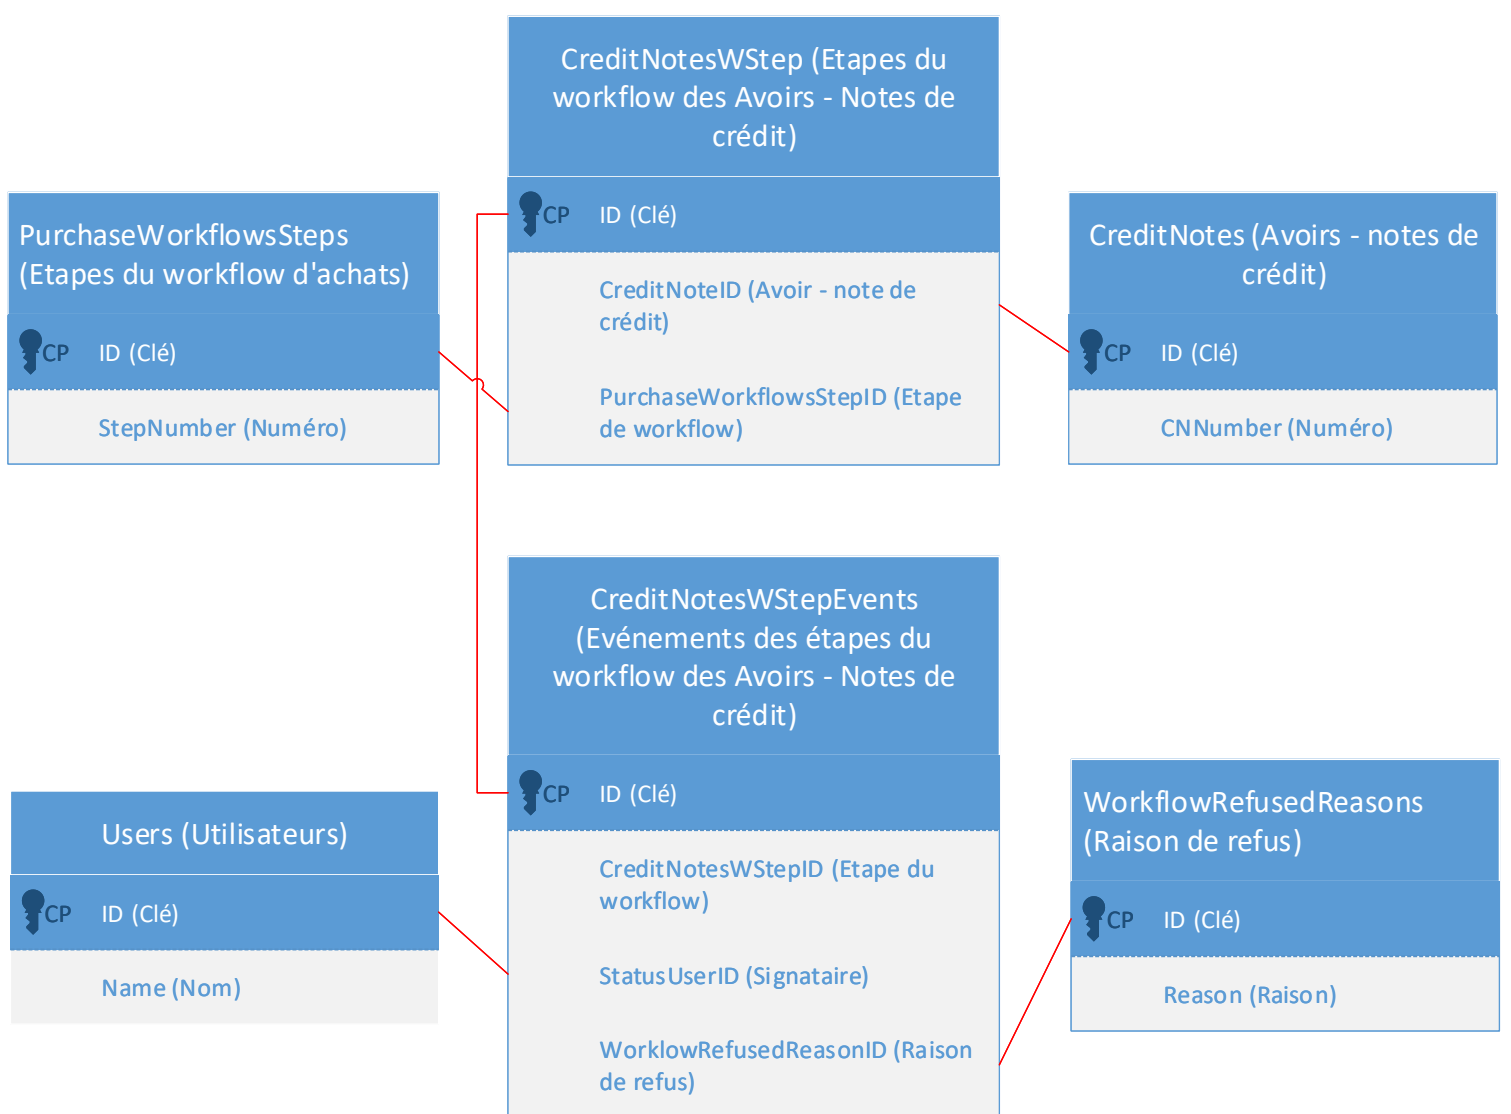 CreditNotesWStep (Etapes du
workflow des Avoirs - Notes de
crédit)
CP ID (Clé)
CreditNoteID (Avoir - note de
crédit)
PurchaseWorkflowsStepID (Etape
de workflow)
PurchaseWorkflowsSteps
(Etapes du workflow d'achats)
CP ID (Clé)
StepNumber (Numéro)
CreditNotes (Avoirs - notes de
crédit)
CP ID (Clé)
CNNumber (Numéro)
CreditNotesWStepEvents
(Evénements des étapes du
workflow des Avoirs - Notes de
crédit)
CP ID (Clé)
CreditNotesWStepID (Etape du
workflow)
StatusUserID (Signataire)
WorklowRefusedReasonID (Raison
de refus)
Users (Utilisateurs)
CP ID (Clé)
Name (Nom)
WorkflowRefusedReasons
(Raison de refus)
CP ID (Clé)
Reason (Raison)